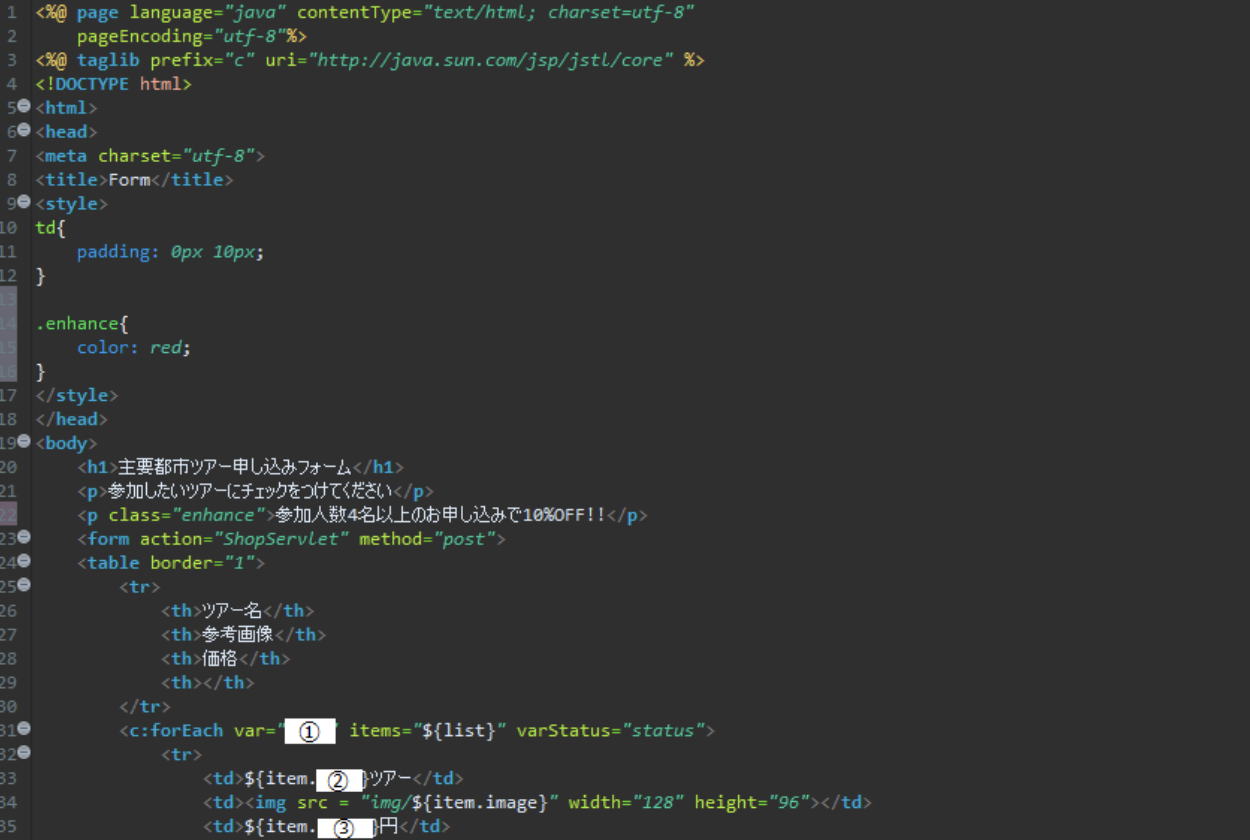 1 <%@ page language="java" contentType="text/html; charset=utf-8"
2 pageEncoding="utf-8"%>
3 <%@ taglib prefix="c" uri="http://java.sun.com/jsp/jstl/core" %>
4 <!DOCTYPE html>
5 <html>
6 <head>
7 <meta charset="utf-8">
8 <title>Form</title>
9 <style>
10 td{
11 padding: 0px 10px;
12 }
13
14 .enhance{
15 color: red;
16 }
17 </style>
18 </head>
19 <body>
20 <h1>主要都市ツアー申し込みフォーム</h1>
21 <p>参加したいツアーにチェックをつけてください</p>
22 <p class="enhance">参加人数4名以上のお申し込みで10%OFF!!</p>
23 <form action="ShopServlet" method="post">
24 <table border="1">
25 <tr>
26 <th>ツアー名</th>
27 <th>参考画像</th>
28 <th>価格</th>
29 <th></th>
30 </tr>
31 <c:forEach var="①" items="${list}" varStatus="status">
32 <tr>
33 <td>${item.②}ツアー</td>
34 <td><img src = "img/${item.image}" width="128" height="96"></td>
35 <td>${item.③}円</td>